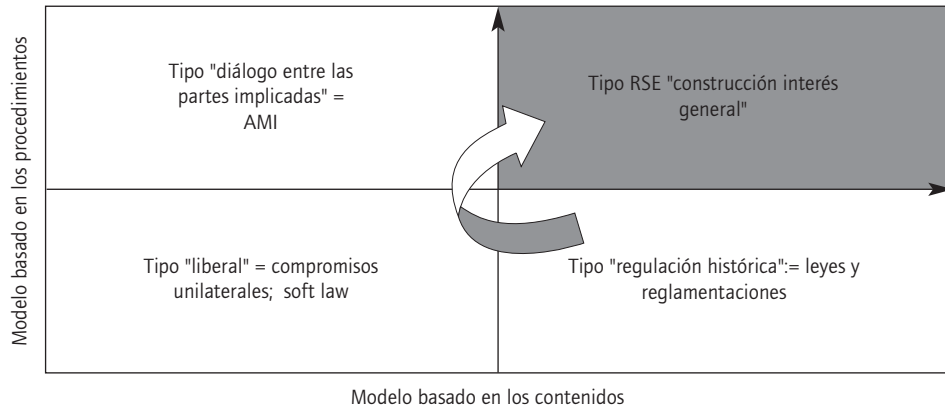 Modelo basado en los procedimientos
Tipo "diálogo entre las
partes implicadas" =
AMI
Tipo RSE "construcción interés
general"
Tipo "liberal" = compromisos
unilaterales; soft law
Tipo "regulación histórica":= leyes y
reglamentaciones
Modelo basado en los contenidos